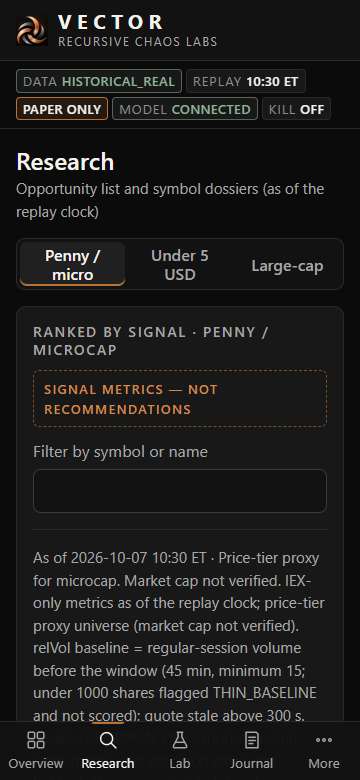 VECTOR
RECURSIVE CHAOS LABS
DATA HISTORICAL_REAL REPLAY 10:30 ET
PAPER ONLY MODEL CONNECTED KILL OFF
Research
Opportunity list and symbol dossiers (as of the
replay clock)
Penny /
micro
Under 5
USD
Large-cap
RANKED BY SIGNAL · PENNY /
MICROCAP
SIGNAL METRICS — NOT
RECOMMENDATIONS
Filter by symbol or name
As of 2026-10-07 10:30 ET · Price-tier proxy
for microcap. Market cap not verified. IEX-
only metrics as of the replay clock; price-tier
proxy universe (market cap not verified).
relVol baseline = regular-session volume
before the window (45 min, minimum 15;
under 1000 shares flagged THIN_BASELINE
and not scored); quote stale above 300 s.
Overview Research Lab Journal More